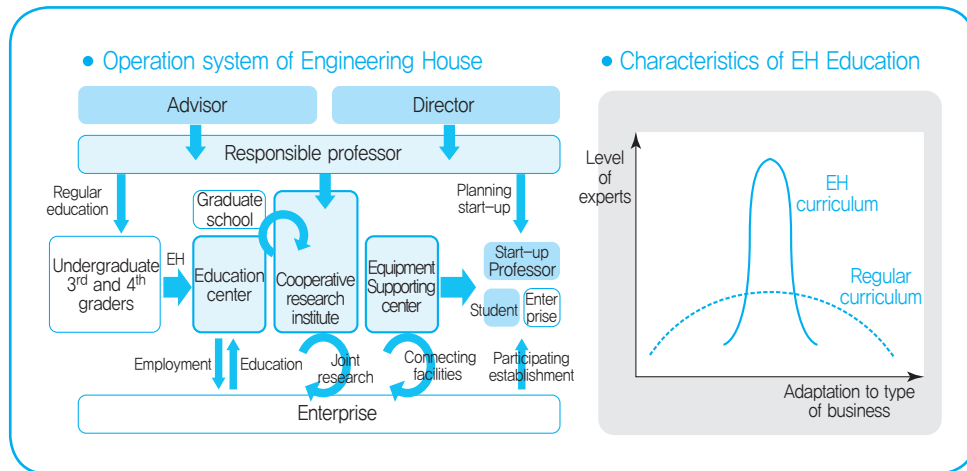 • Operation system of Engineering House
Advisor
Director
Responsible professor
Regular
education
Planning
start-up
Graduate
school
Undergraduate
3rd and 4th
graders
EH
Education
center
Cooperative
research
institute
Equipment
Supporting
center
Start-up
Professor
Student
Enter
prise
Employment
Education
Joint
research
Connecting
facilities
Participating
establishment
Enterprise
• Characteristics of EH Education
Level
of
experts
EH
curriculum
Regular
curriculum
Adaptation to type
of business